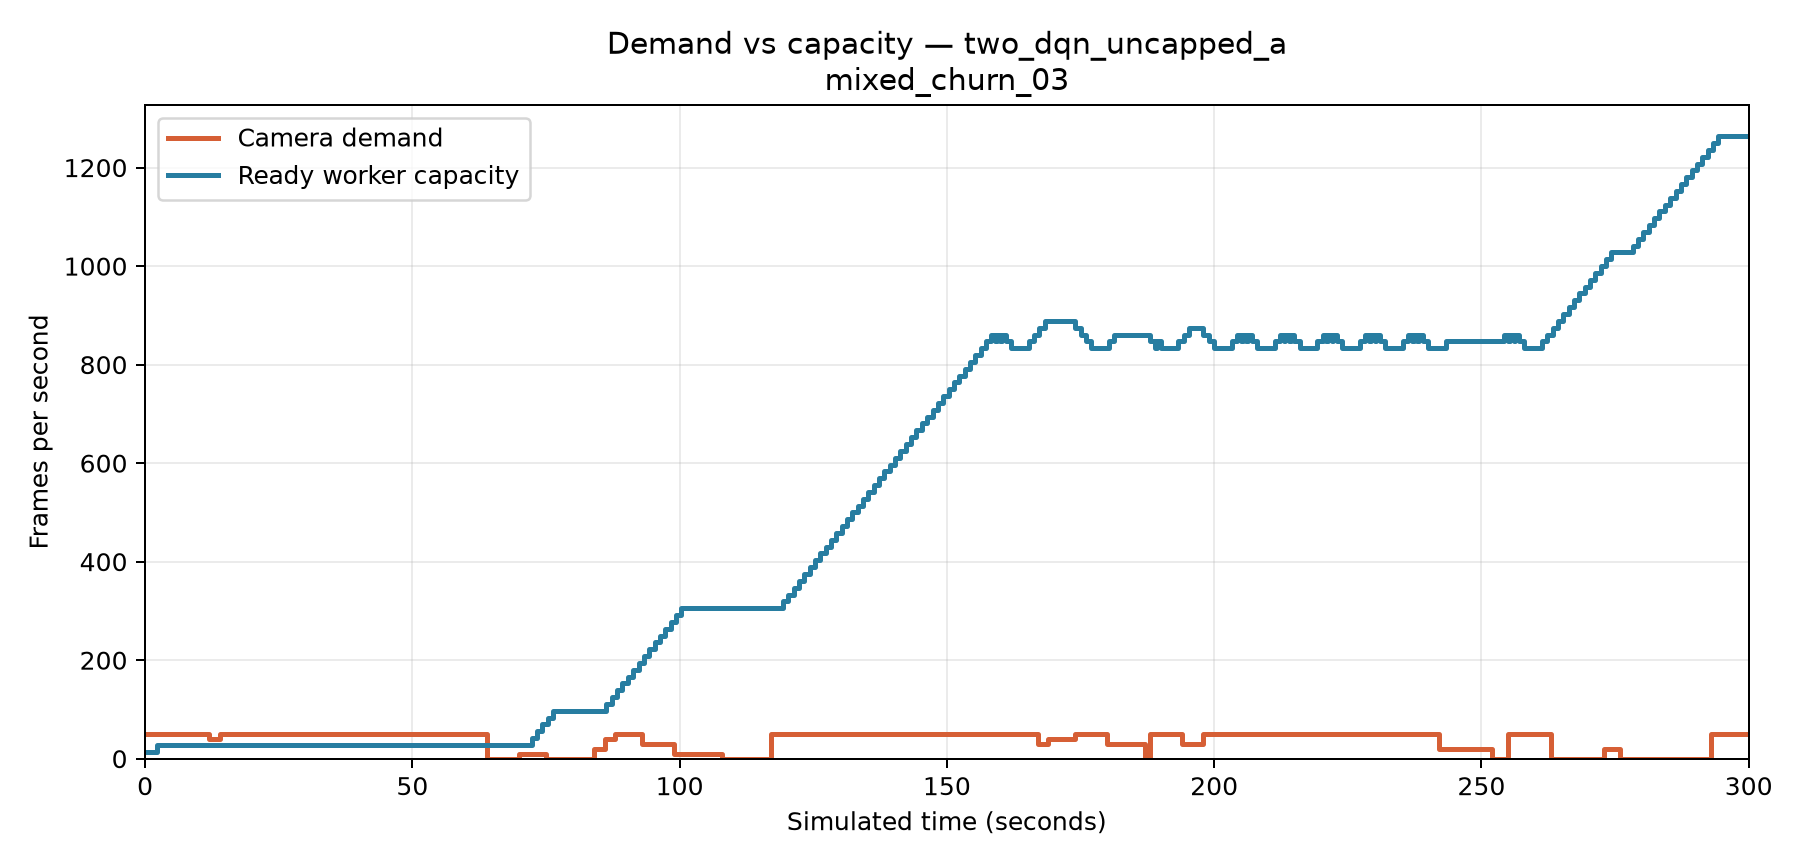 Demand vs capacity — two_dqn_uncapped_a
mixed_churn_03
Camera demand
Ready worker capacity
Frames per second
1200
1000
800
600
400
200
0
0 50 100 150 200 250 300
Simulated time (seconds)